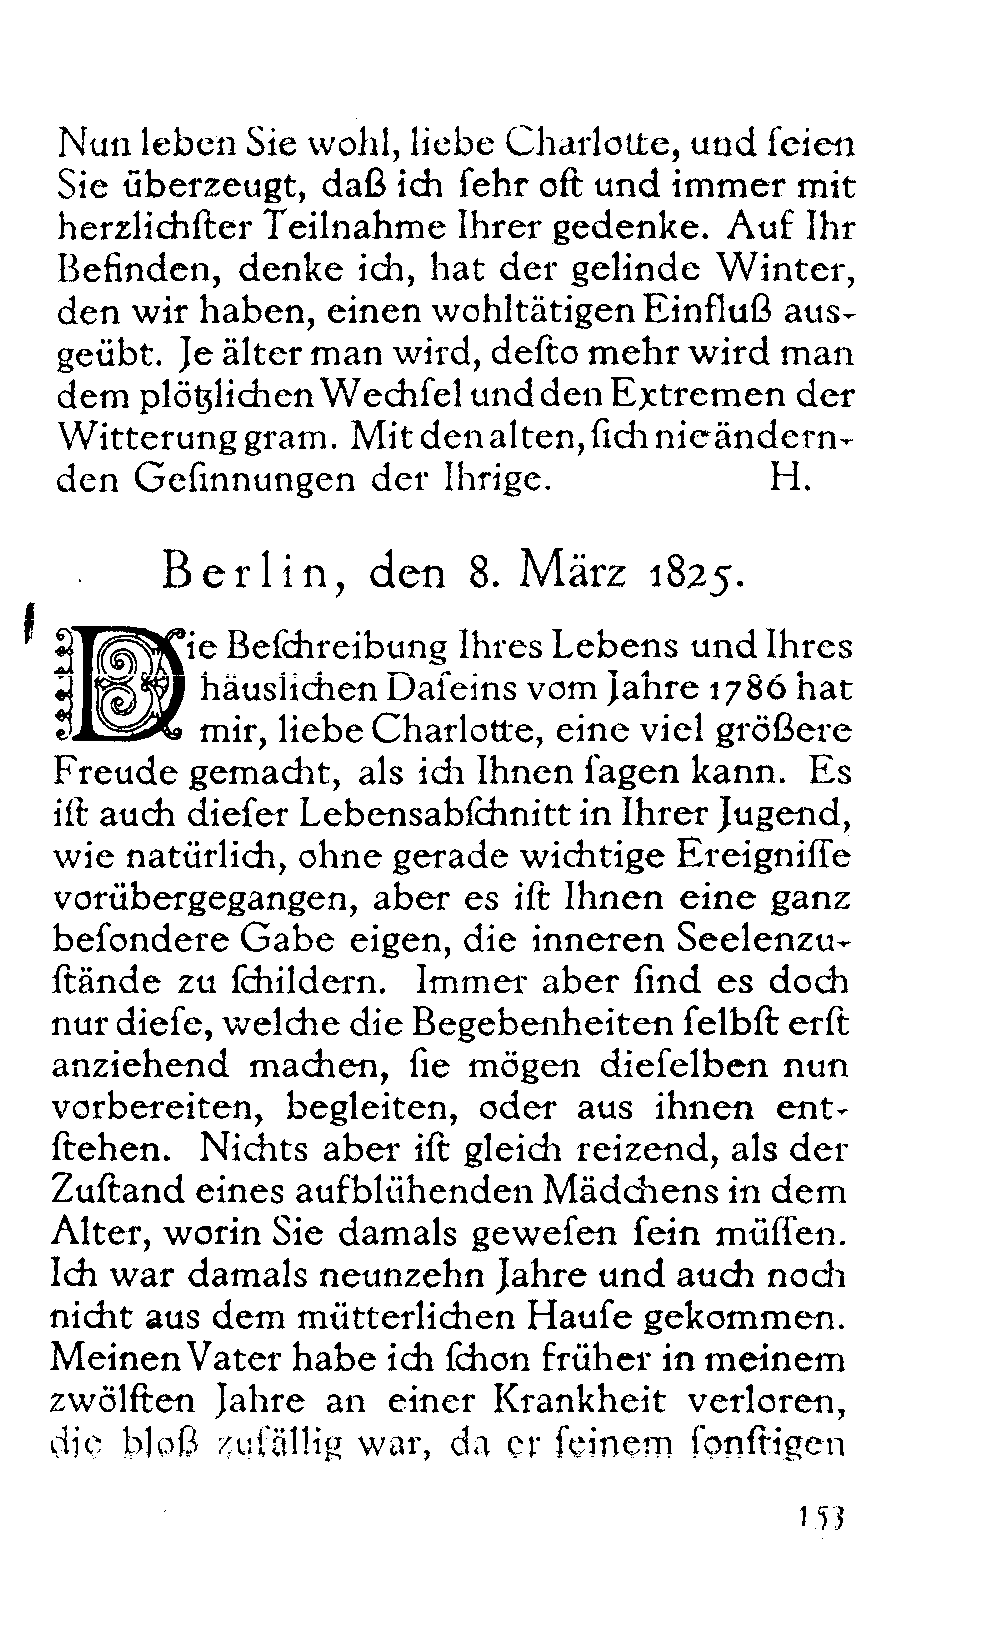 Nun leben Sie wohl, liebe Charlotte, und ſeien
Sie überzeugt, daß ich ſehr oft und immer mit
herzlichſter Teilnahme Ihrer gedenke. Auf Ihr
Befinden, denke ich, hat der gelinde Winter,
den wir haben, einen wohltätigen Einfluß aus-
geübt. Je älter man wird, deſto mehr wird man
dem plötzlichen Wechſel und den Extremen der
Witterung gram. Mit den alten, ſich nie ändern-
den Geſinnungen der Ihrige. H.
Berlin, den 8. März 1825.
Die Beſchreibung Ihres Lebens und Ihres
häuslichen Daſeins vom Jahre 1786 hat
mir, liebe Charlotte, eine viel größere
Freude gemacht, als ich Ihnen ſagen kann. Es
iſt auch dieſer Lebensabſchnitt in Ihrer Jugend,
wie natürlich, ohne gerade wichtige Ereigniſſe
vorübergegangen, aber es iſt Ihnen eine ganz
beſondere Gabe eigen, die inneren Seelenzu-
ſtände zu ſchildern. Immer aber ſind es doch
nur dieſe, welche die Begebenheiten ſelbſt erſt
anziehend machen, ſie mögen dieſelben nun
vorbereiten, begleiten, oder aus ihnen ent-
ſtehen. Nichts aber iſt gleich reizend, als der
Zuſtand eines aufblühenden Mädchens in dem
Alter, worin Sie damals geweſen ſein müſſen.
Ich war damals neunzehn Jahre und auch noch
nicht aus dem mütterlichen Hauſe gekommen.
Meinen Vater habe ich ſchon früher in meinem
zwölften Jahre an einer Krankheit verloren,
die bloß zufällig war, da er ſeinem ſonſtigen
153